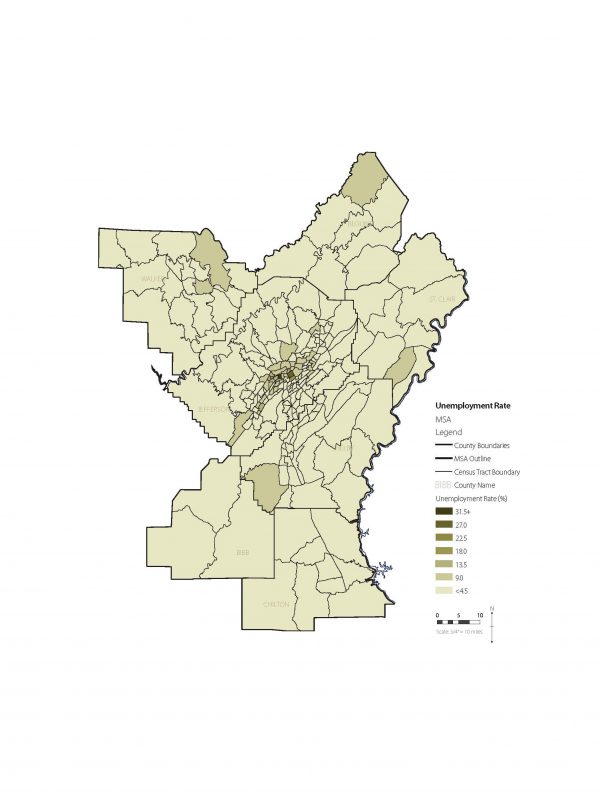 WALKER
ST. CLAIR
JEFFERSON
BIBB
CHILTON
Unemployment Rate
MSA
Legend
County Boundaries
MSA Outline
Census Tract Boundary
BIBB County Name
Unemployment Rate (%)
31.5+
27.0
22.5
18.0
13.5
9.0
<4.5
N
0 5 10
Scale: 3/4" = 10 miles